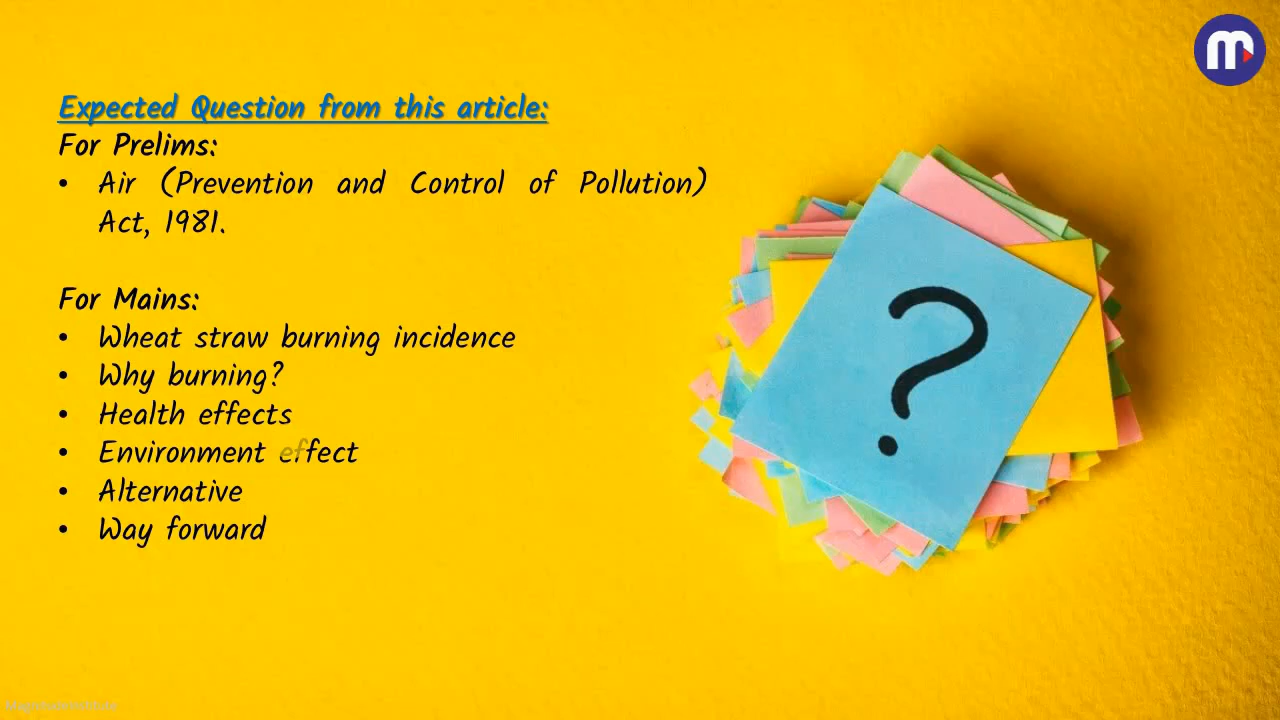 Expected Question from this article:
For Prelims:
• Air (Prevention and Control of Pollution)
Act, 1981.
For Mains:
• Wheat straw burning incidence
• Why burning?
• Health effects
• Environment effect
• Alternative
• Way forward
?
m